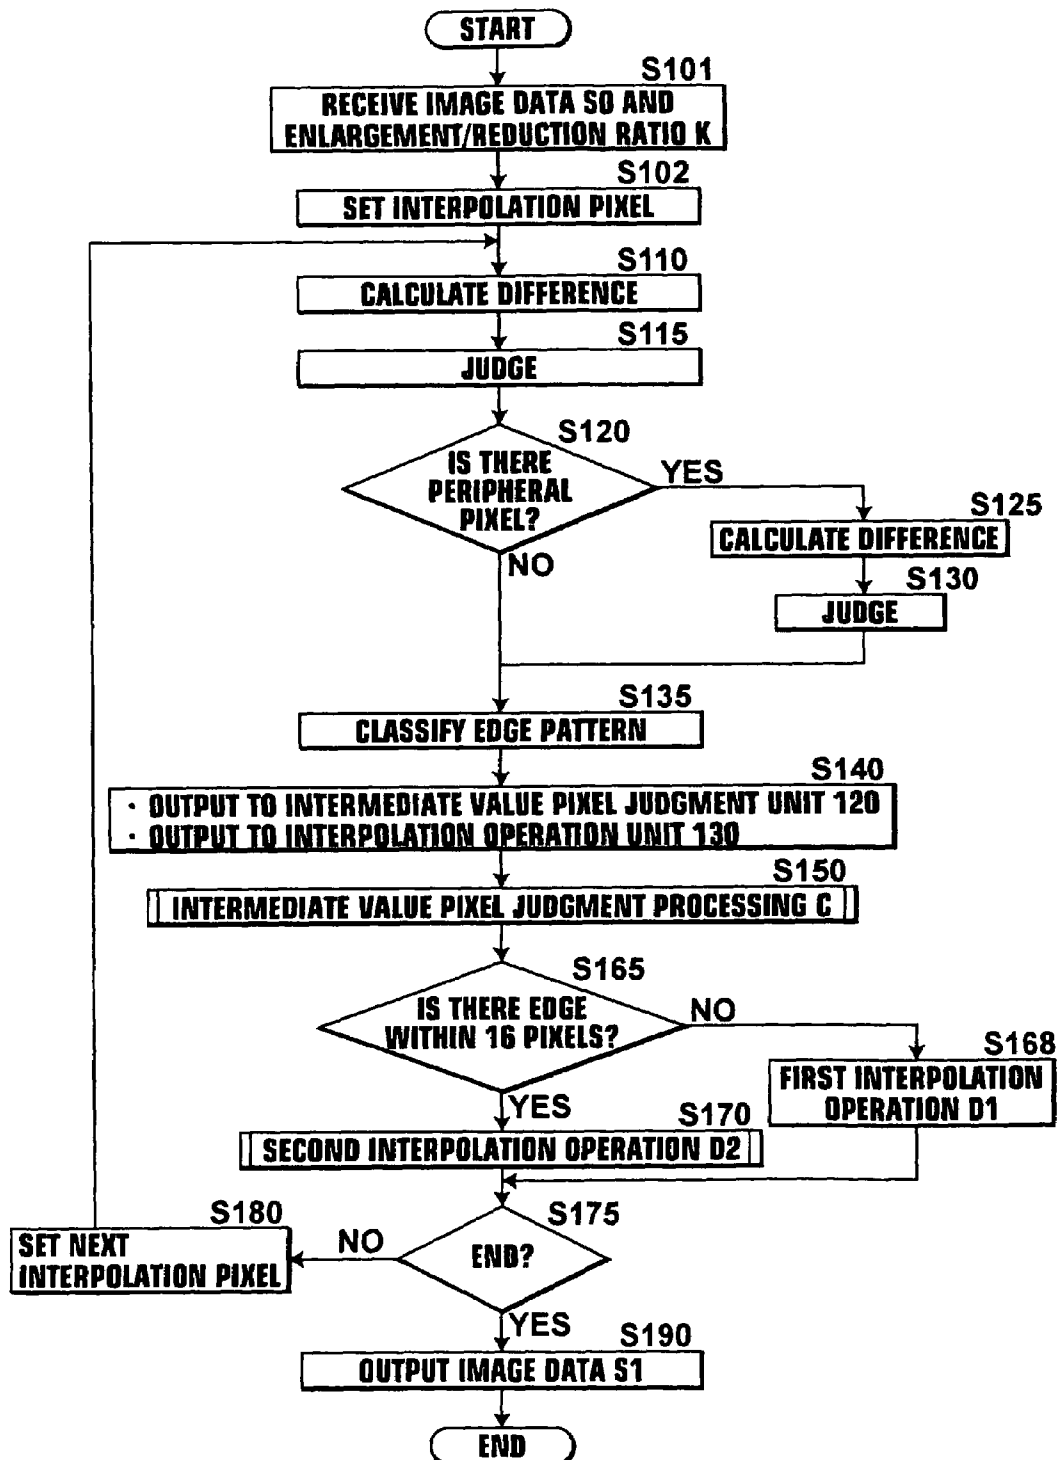 START
S101
RECEIVE IMAGE DATA S0 AND
ENLARGEMENT/REDUCTION RATIO K
S102
SET INTERPOLATION PIXEL
S110
CALCULATE DIFFERENCE
S115
JUDGE
S120
IS THERE
PERIPHERAL
PIXEL?
YES
NO
S125
CALCULATE DIFFERENCE
S130
JUDGE
S135
CLASSIFY EDGE PATTERN
S140
· OUTPUT TO INTERMEDIATE VALUE PIXEL JUDGMENT UNIT 120
· OUTPUT TO INTERPOLATION OPERATION UNIT 130
S150
INTERMEDIATE VALUE PIXEL JUDGMENT PROCESSING C
S165
IS THERE EDGE
WITHIN 16 PIXELS?
NO
YES
S168
FIRST INTERPOLATION
OPERATION D1
S170
SECOND INTERPOLATION OPERATION D2
S175
END?
NO
YES
S180
SET NEXT
INTERPOLATION PIXEL
S190
OUTPUT IMAGE DATA S1
END